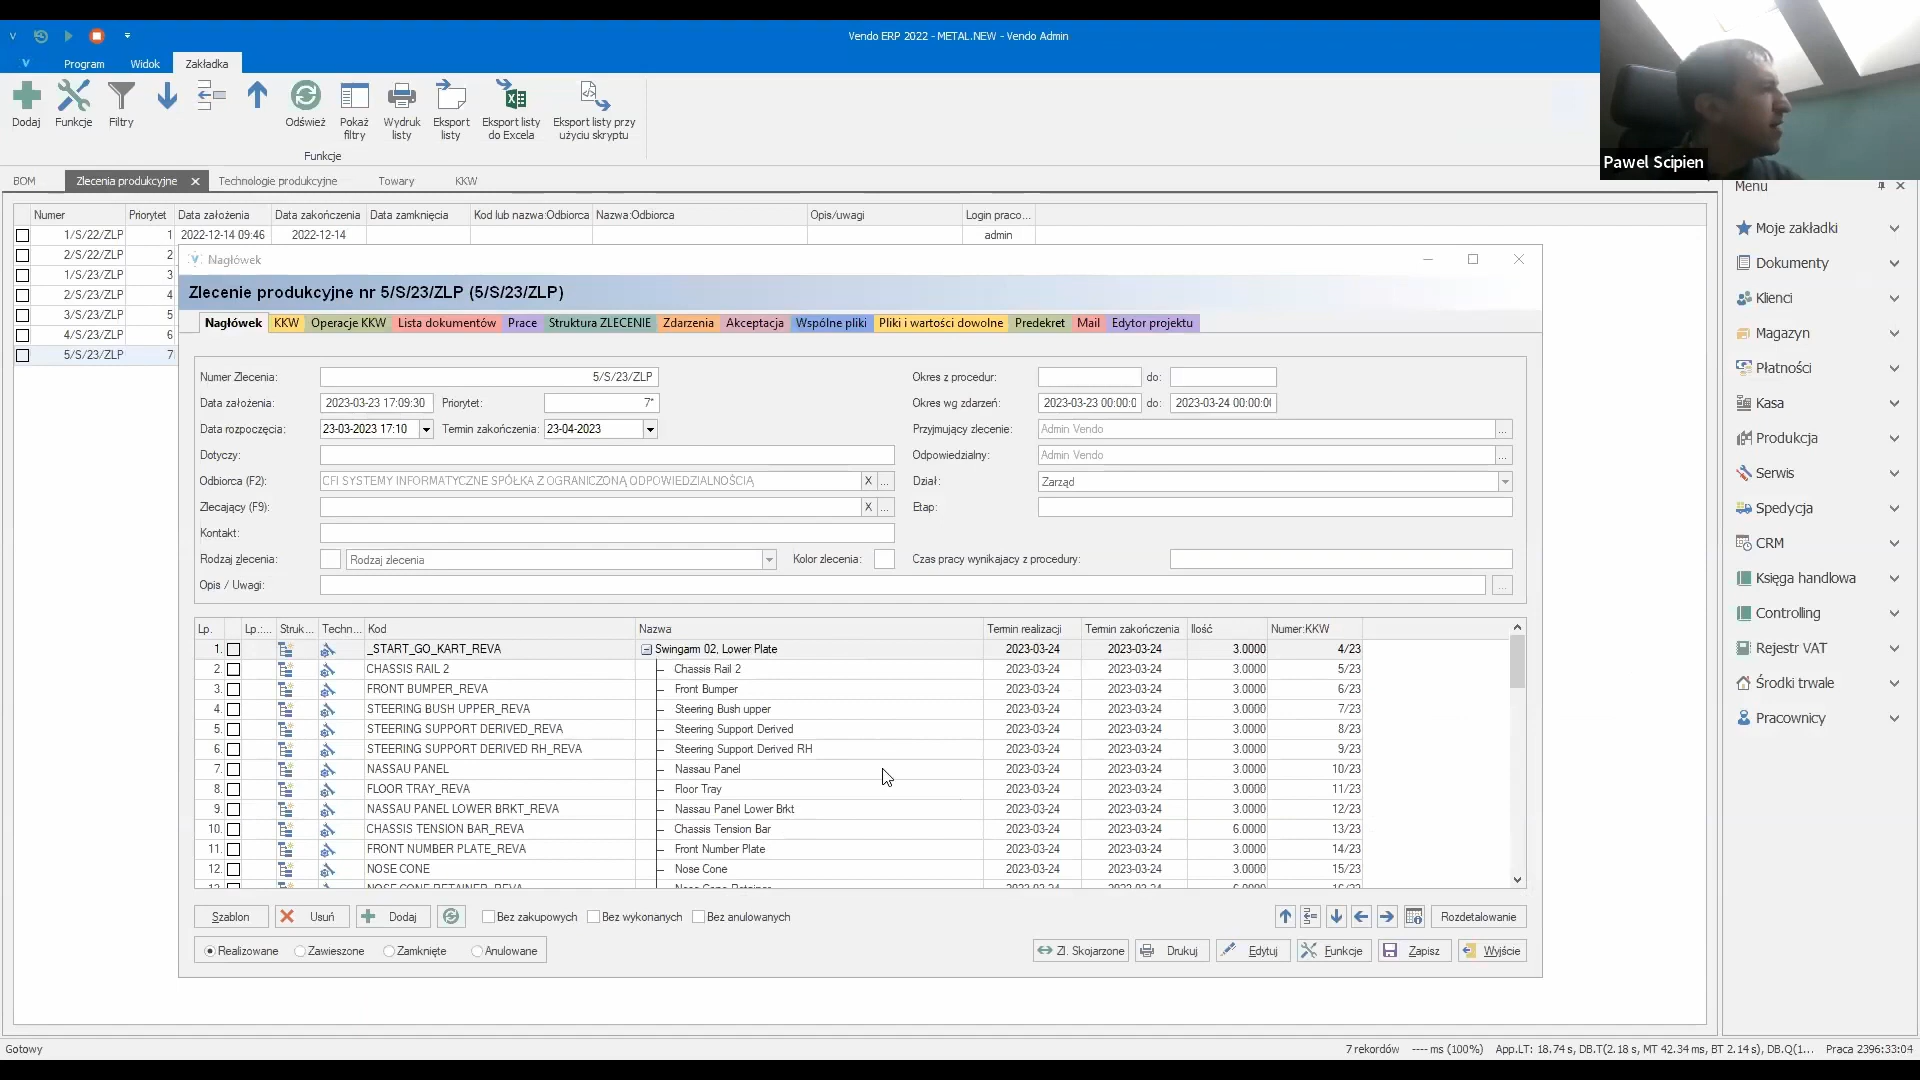 Vendo ERP 2022 - METAL.NEW - Vendo Admin
Program Widok Zakładka
Dodaj Funkcje Filtry Odśwież Pokaż filtry Wydruk listy Eksport listy Eksport listy do Excela Eksport listy przy użyciu skryptu
Funkcje
Pawel Scipien
BOM Zlecenia produkcyjne Technologie produkcyjne Towary KKW
Numer Priorytet Data założenia Data zakończenia Data zamknięcia Kod lub nazwa:Odbiorca Nazwa:Odbiorca Opis/uwagi Login praco...
1/S/22/ZLP 1 2022-12-14 09:46 2022-12-14 admin
2/S/22/ZLP 2
1/S/23/ZLP 3
2/S/23/ZLP 4
3/S/23/ZLP 5
4/S/23/ZLP 6
5/S/23/ZLP 7
Nagłówek
Zlecenie produkcyjne nr 5/S/23/ZLP (5/S/23/ZLP)
Nagłówek KKW Operacje KKW Lista dokumentów Prace Struktura ZLECENIE Zdarzenia Akceptacja Wspólne pliki Pliki i wartości dowolne Predekret Mail Edytor projektu
Numer Zlecenia: 5/S/23/ZLP Okres z procedur: do:
Data założenia: 2023-03-23 17:09:30 Priorytet: 7* Okres wg zdarzeń: 2023-03-23 00:00:0 do: 2023-03-24 00:00:0
Data rozpoczęcia: 23-03-2023 17:10 Termin zakończenia: 23-04-2023 Przyjmujący zlecenie: Admin Vendo ...
Dotyczy: Odpowiedzialny: Admin Vendo ...
Odbiorca (F2): CFI SYSTEMY INFORMATYCZNE SPÓŁKA Z OGRANICZONĄ ODPOWIEDZIALNOŚCIĄ X ... Dział: Zarząd
Zlecający (F9): X ... Etap:
Kontakt:
Rodzaj zlecenia: Rodzaj zlecenia Kolor zlecenia: Czas pracy wynikający z procedury:
Opis / Uwagi: ...
Lp. Lp.:... Struk... Techn... Kod Nazwa Termin realizacji Termin zakończenia Ilość Numer:KKW
1. _START_GO_KART_REVA Swingarm 02, Lower Plate 2023-03-24 2023-03-24 3.0000 4/23
2. CHASSIS RAIL 2 Chassis Rail 2 2023-03-24 2023-03-24 3.0000 5/23
3. FRONT BUMPER_REVA Front Bumper 2023-03-24 2023-03-24 3.0000 6/23
4. STEERING BUSH UPPER_REVA Steering Bush upper 2023-03-24 2023-03-24 3.0000 7/23
5. STEERING SUPPORT DERIVED_REVA Steering Support Derived 2023-03-24 2023-03-24 3.0000 8/23
6. STEERING SUPPORT DERIVED RH_REVA Steering Support Derived RH 2023-03-24 2023-03-24 3.0000 9/23
7. NASSAU PANEL Nassau Panel 2023-03-24 2023-03-24 3.0000 10/23
8. FLOOR TRAY_REVA Floor Tray 2023-03-24 2023-03-24 3.0000 11/23
9. NASSAU PANEL LOWER BRKT_REVA Nassau Panel Lower Brkt 2023-03-24 2023-03-24 3.0000 12/23
10. CHASSIS TENSION BAR_REVA Chassis Tension Bar 2023-03-24 2023-03-24 6.0000 13/23
11. FRONT NUMBER PLATE_REVA Front Number Plate 2023-03-24 2023-03-24 3.0000 14/23
12. NOSE CONE Nose Cone 2023-03-24 2023-03-24 3.0000 15/23
Szablon Usuń Dodaj Bez zakupowych Bez wykonanych Bez anulowanych Rozdetalowanie
Realizowane Zawieszone Zamknięte Anulowane Zl. Skojarzone Drukuj Edytuj Funkcje Zapisz Wyjście
Menu
Moje zakładki
Dokumenty
Klienci
Magazyn
Płatności
Kasa
Produkcja
Serwis
Spedycja
CRM
Księga handlowa
Controlling
Rejestr VAT
Środki trwałe
Pracownicy
Gotowy 7 rekordów ---- ms (100%) App.LT: 18.74 s, DB.T(2.18 s, MT 42.34 ms, BT 2.14 s), DB.Q(1... Praca 2396:33:04